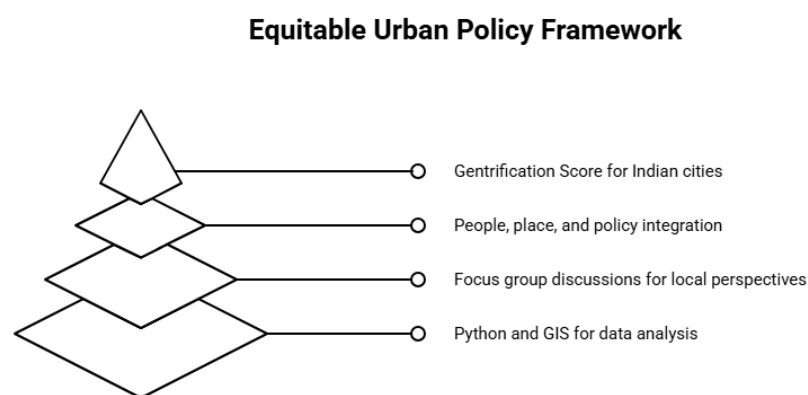 Equitable Urban Policy Framework
Gentrification Score for Indian cities
People, place, and policy integration
Focus group discussions for local perspectives
Python and GIS for data analysis